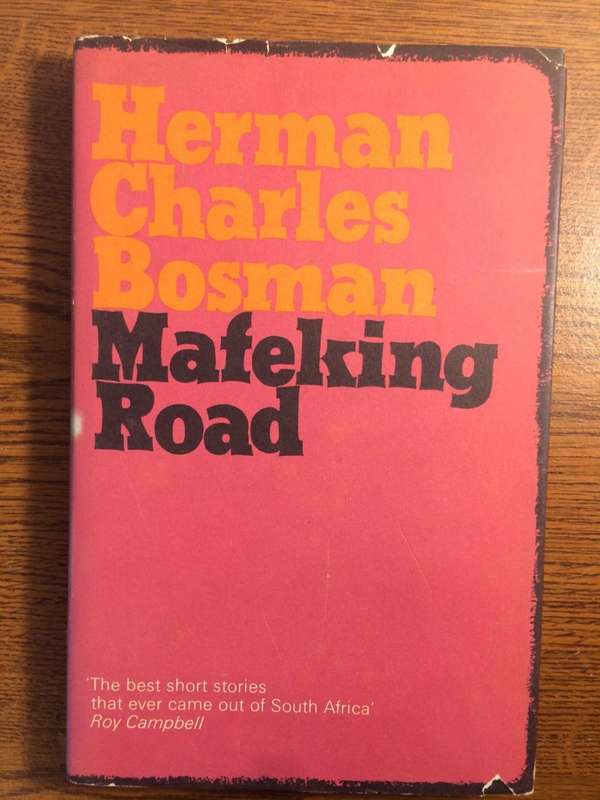 Herman
Charles
Bosman
Mafeking
Road
'The best short stories
that ever came out of South Africa'
Roy Campbell